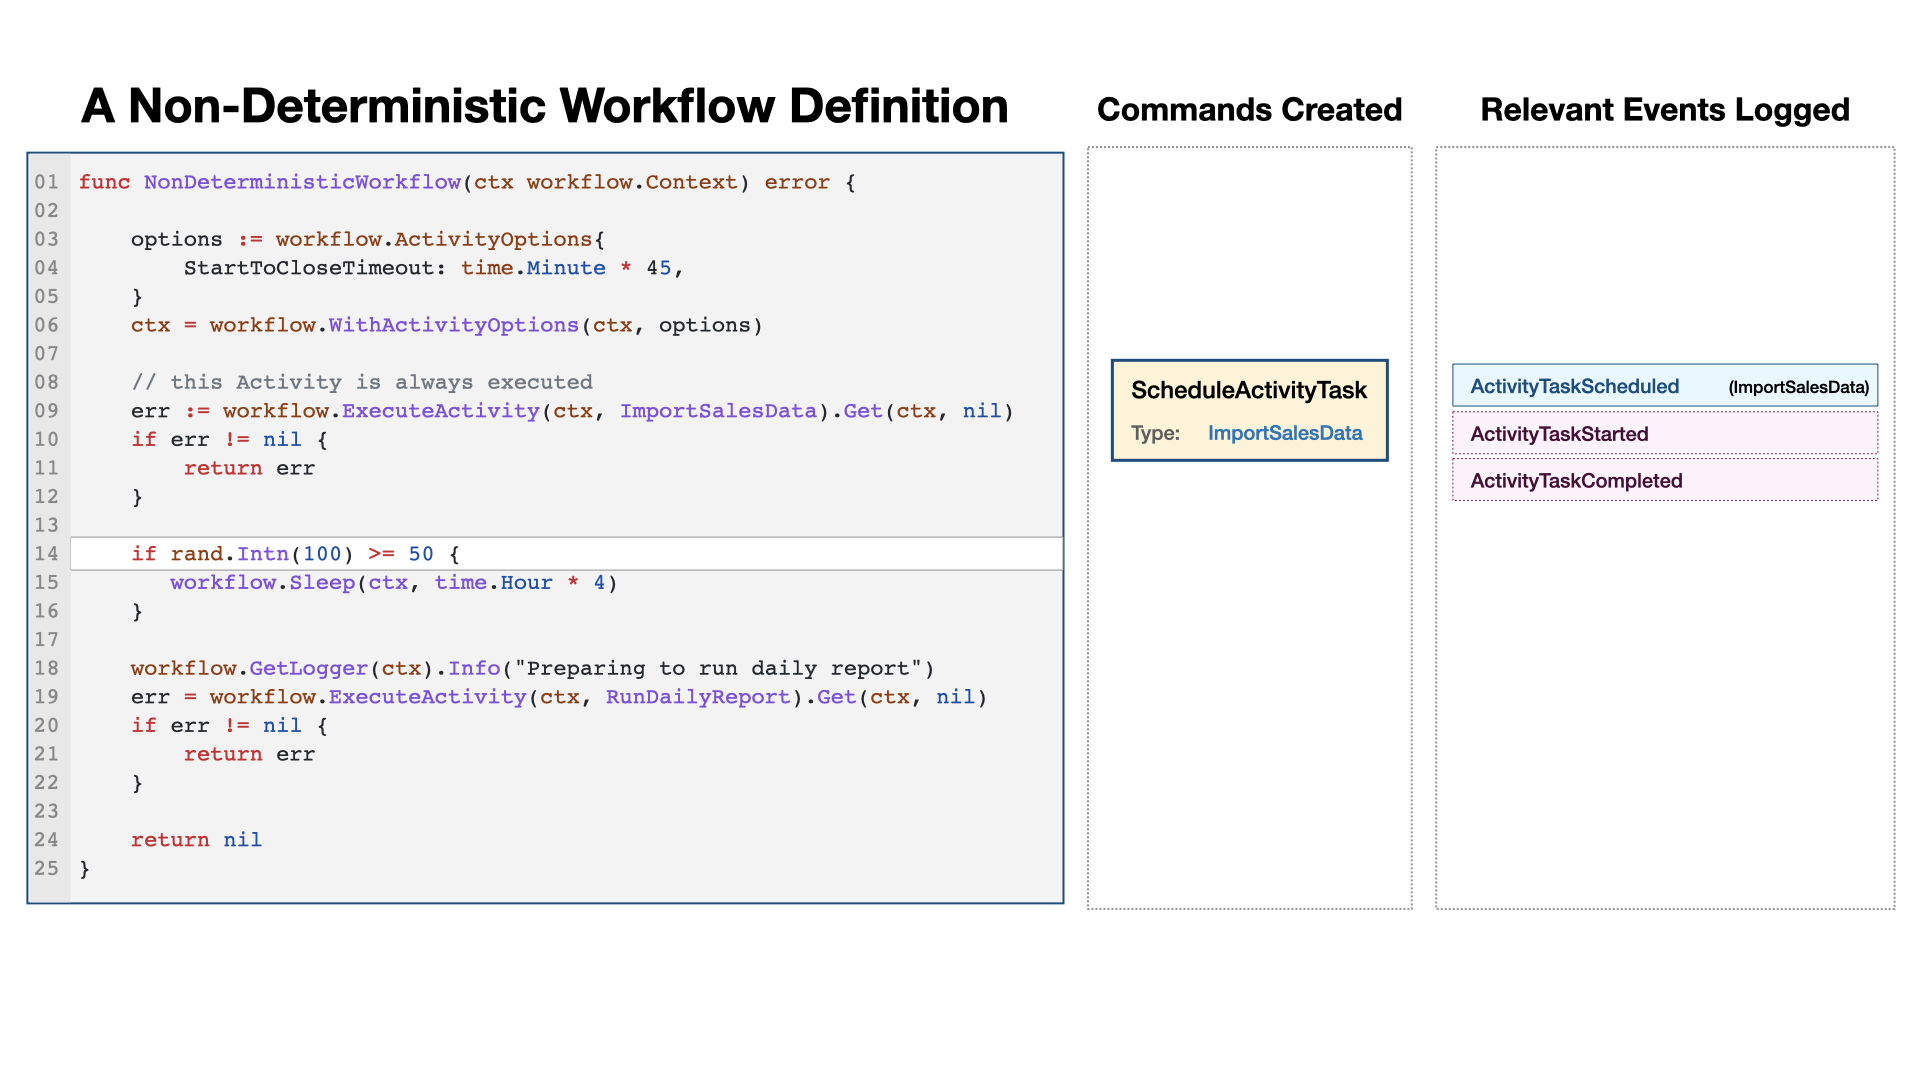 A Non-Deterministic Workflow Definition
01 func NonDeterministicWorkflow(ctx workflow.Context) error {
02
03     options := workflow.ActivityOptions{
04         StartToCloseTimeout: time.Minute * 45,
05     }
06     ctx = workflow.WithActivityOptions(ctx, options)
07
08     // this Activity is always executed
09     err := workflow.ExecuteActivity(ctx, ImportSalesData).Get(ctx, nil)
10     if err != nil {
11         return err
12     }
13
14     if rand.Intn(100) >= 50 {
15        workflow.Sleep(ctx, time.Hour * 4)
16     }
17
18     workflow.GetLogger(ctx).Info("Preparing to run daily report")
19     err = workflow.ExecuteActivity(ctx, RunDailyReport).Get(ctx, nil)
20     if err != nil {
21         return err
22     }
23
24     return nil
25 }
Commands Created
ScheduleActivityTask
Type: ImportSalesData
Relevant Events Logged
ActivityTaskScheduled (ImportSalesData)
ActivityTaskStarted
ActivityTaskCompleted